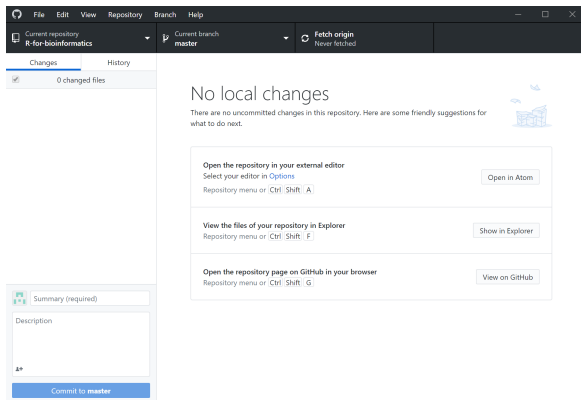 File Edit View Repository Branch Help
Current repository
R-for-bioinformatics
Current branch
master
Fetch origin
Never fetched
Changes History
0 changed files
No local changes
There are no uncommitted changes in this repository. Here are some friendly suggestions for
what to do next.
Open the repository in your external editor
Select your editor in Options
Repository menu or Ctrl Shift A
Open in Atom
View the files of your repository in Explorer
Repository menu or Ctrl Shift F
Show in Explorer
Open the repository page on GitHub in your browser
Repository menu or Ctrl Shift G
View on GitHub
Summary (required)
Description
Commit to master